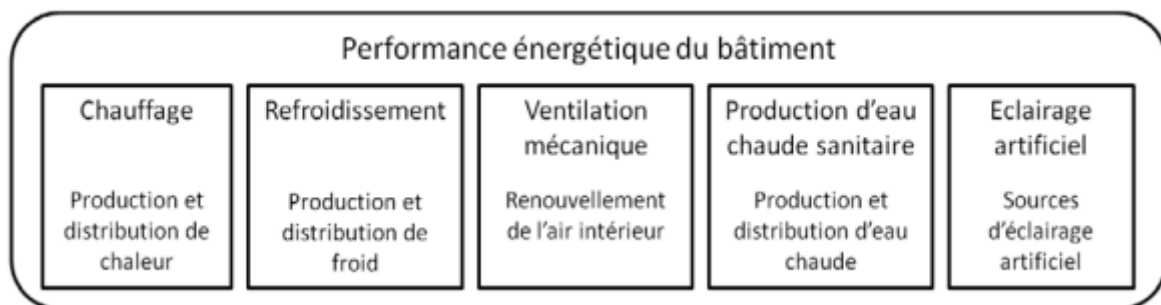 Performance énergétique du bâtiment
Chauffage
Production et
distribution de
chaleur
Refroidissement
Production et
distribution de
froid
Ventilation
mécanique
Renouvellement
de l'air intérieur
Production d'eau
chaude sanitaire
Production et
distribution d'eau
chaude
Eclairage
artificiel
Sources
d'éclairage
artificiel